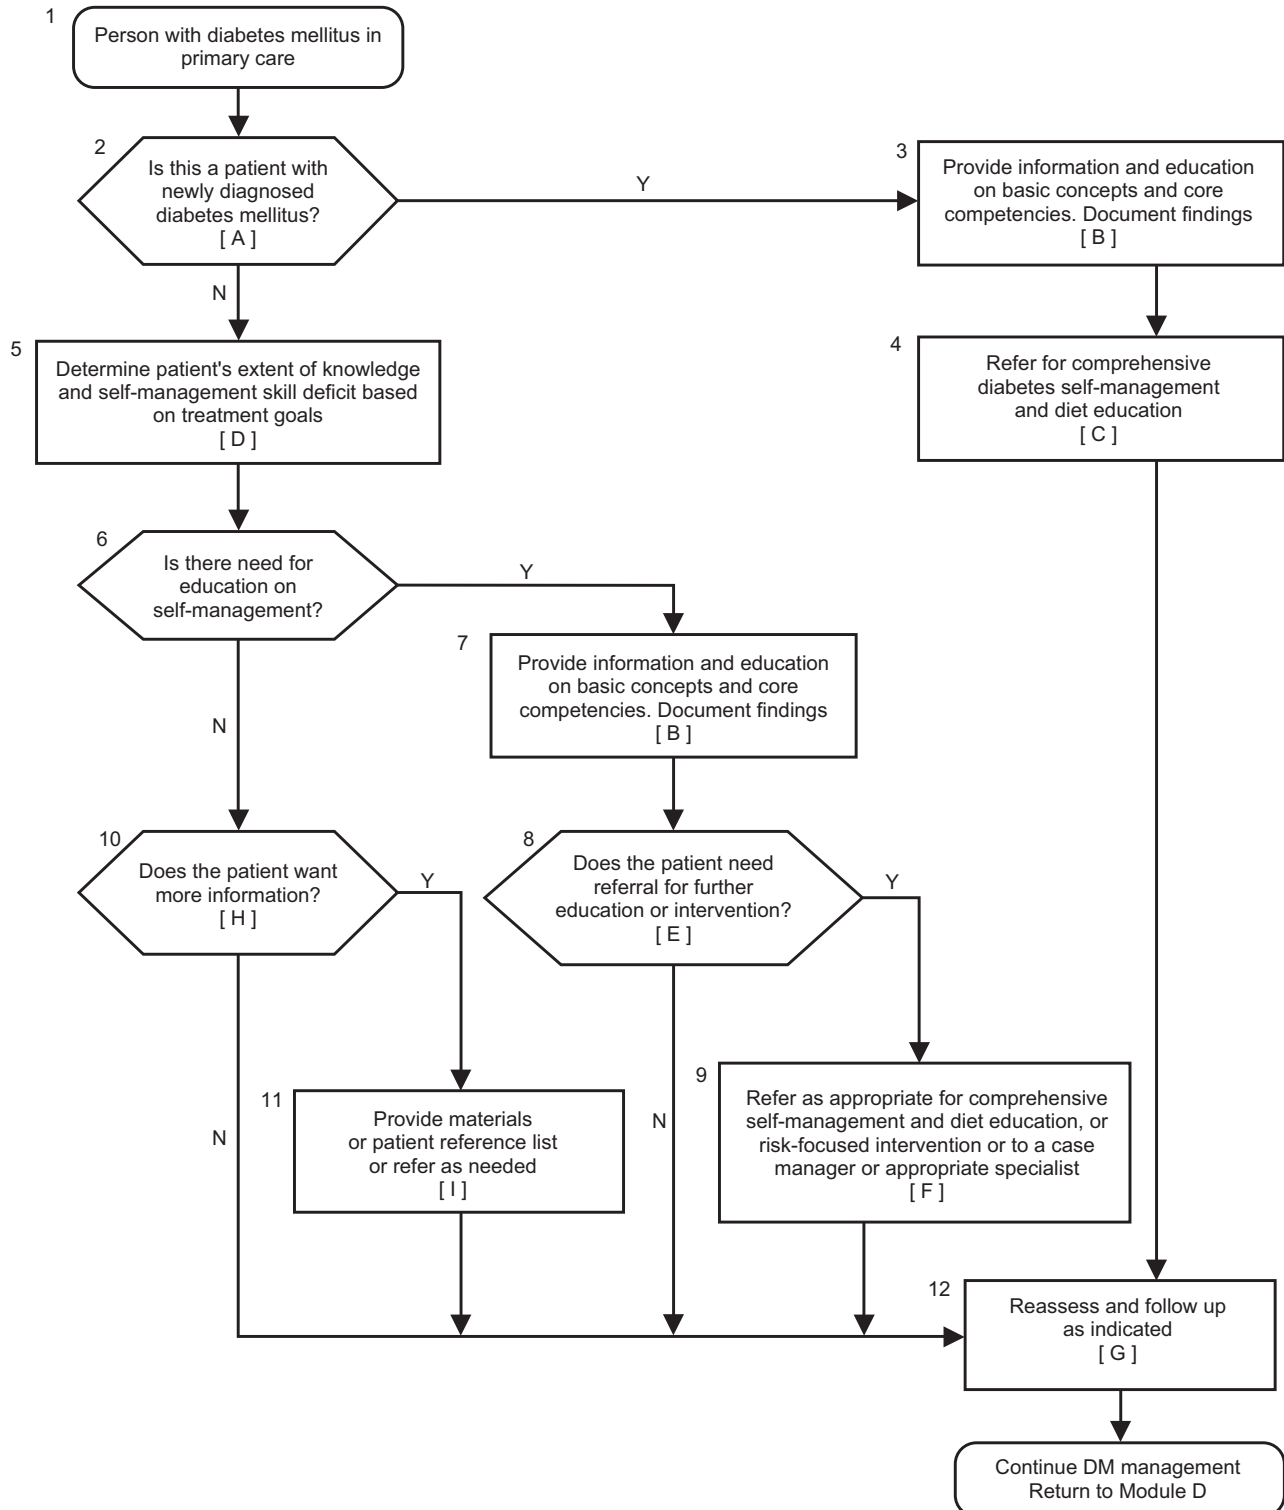 1
Person with diabetes mellitus in
primary care
2
Is this a patient with
newly diagnosed
diabetes mellitus?
[ A ]
Y
N
3
Provide information and education
on basic concepts and core
competencies. Document findings
[ B ]
4
Refer for comprehensive
diabetes self-management
and diet education
[ C ]
5
Determine patient's extent of knowledge
and self-management skill deficit based
on treatment goals
[ D ]
6
Is there need for
education on
self-management?
Y
N
7
Provide information and education
on basic concepts and core
competencies. Document findings
[ B ]
8
Does the patient need
referral for further
education or intervention?
[ E ]
Y
N
9
Refer as appropriate for comprehensive
self-management and diet education, or
risk-focused intervention or to a case
manager or appropriate specialist
[ F ]
10
Does the patient want
more information?
[ H ]
Y
N
11
Provide materials
or patient reference list
or refer as needed
[ I ]
12
Reassess and follow up
as indicated
[ G ]
Continue DM management
Return to Module D